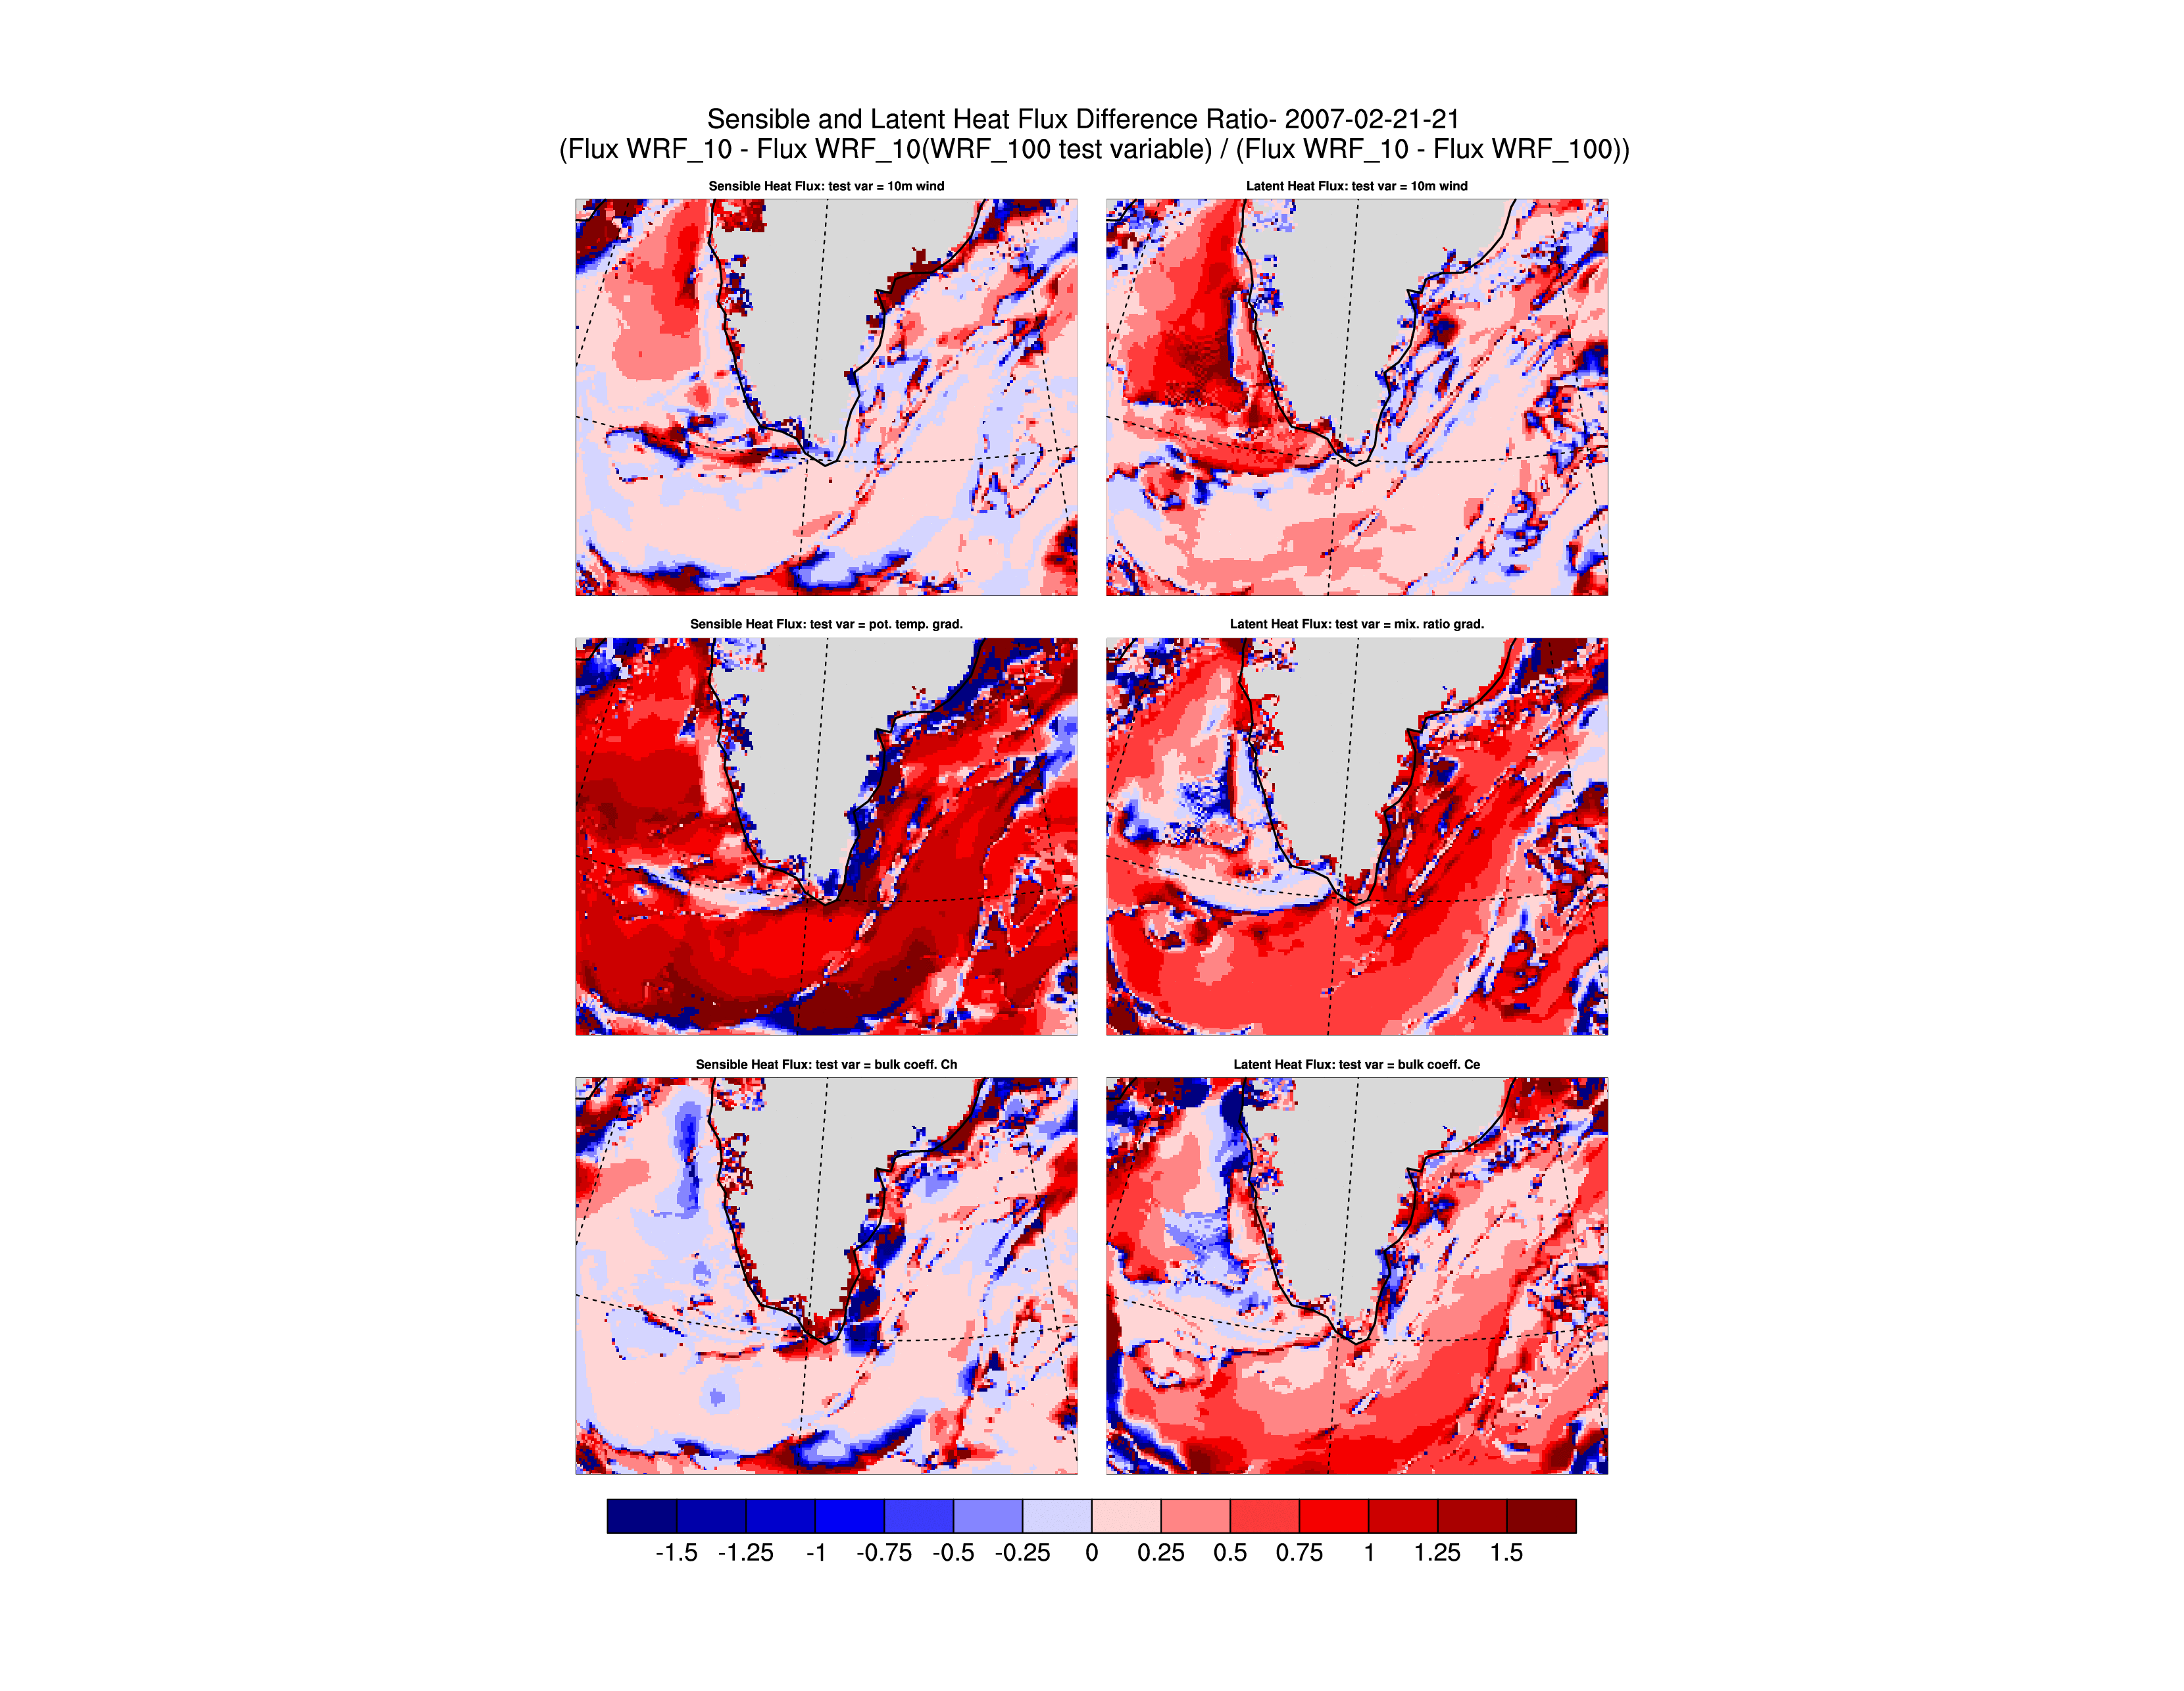 Sensible and Latent Heat Flux Difference Ratio- 2007-02-21-21
(Flux WRF_10 - Flux WRF_10(WRF_100 test variable) / (Flux WRF_10 - Flux WRF_100))
Sensible Heat Flux: test var = 10m wind
Latent Heat Flux: test var = 10m wind
Sensible Heat Flux: test var = pot. temp. grad.
Latent Heat Flux: test var = mix. ratio grad.
Sensible Heat Flux: test var = bulk coeff. Ch
Latent Heat Flux: test var = bulk coeff. Ce
-1.5 -1.25 -1 -0.75 -0.5 -0.25 0 0.25 0.5 0.75 1 1.25 1.5